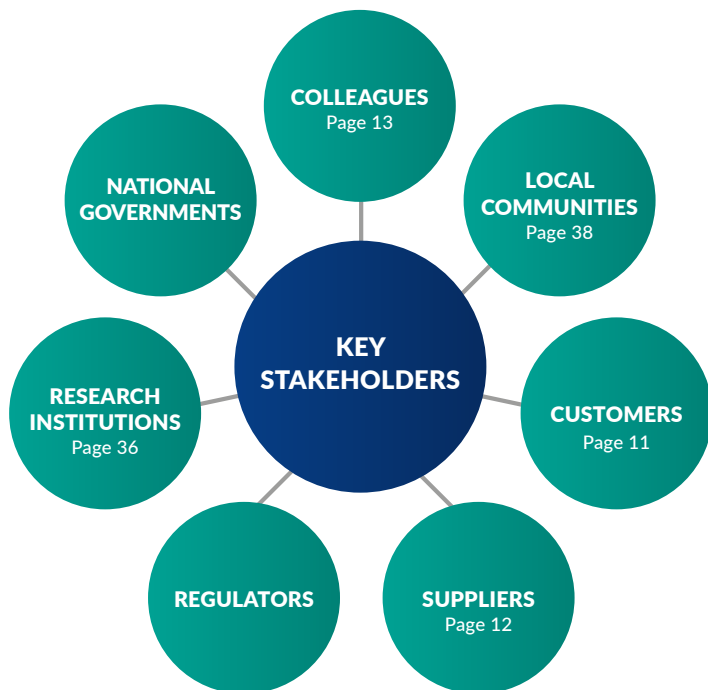 COLLEAGUES
Page 13
LOCAL
COMMUNITIES
Page 38
CUSTOMERS
Page 11
SUPPLIERS
Page 12
REGULATORS
RESEARCH
INSTITUTIONS
Page 36
NATIONAL
GOVERNMENTS
KEY
STAKEHOLDERS